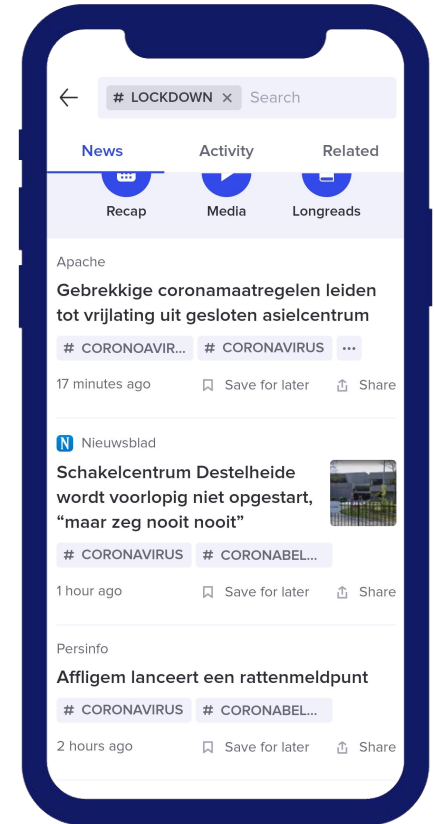 # LOCKDOWN × Search
News Activity Related
Recap Media Longreads
Apache
Gebrekkige coronamaatregelen leiden
tot vrijlating uit gesloten asielcentrum
# CORONOAVIR... # CORONAVIRUS ...
17 minutes ago Save for later Share
N Nieuwsblad
Schakelcentrum Destelheide
wordt voorlopig niet opgestart,
“maar zeg nooit nooit”
# CORONAVIRUS # CORONABEL...
1 hour ago Save for later Share
Persinfo
Affligem lanceert een rattenmeldpunt
# CORONAVIRUS # CORONABEL...
2 hours ago Save for later Share